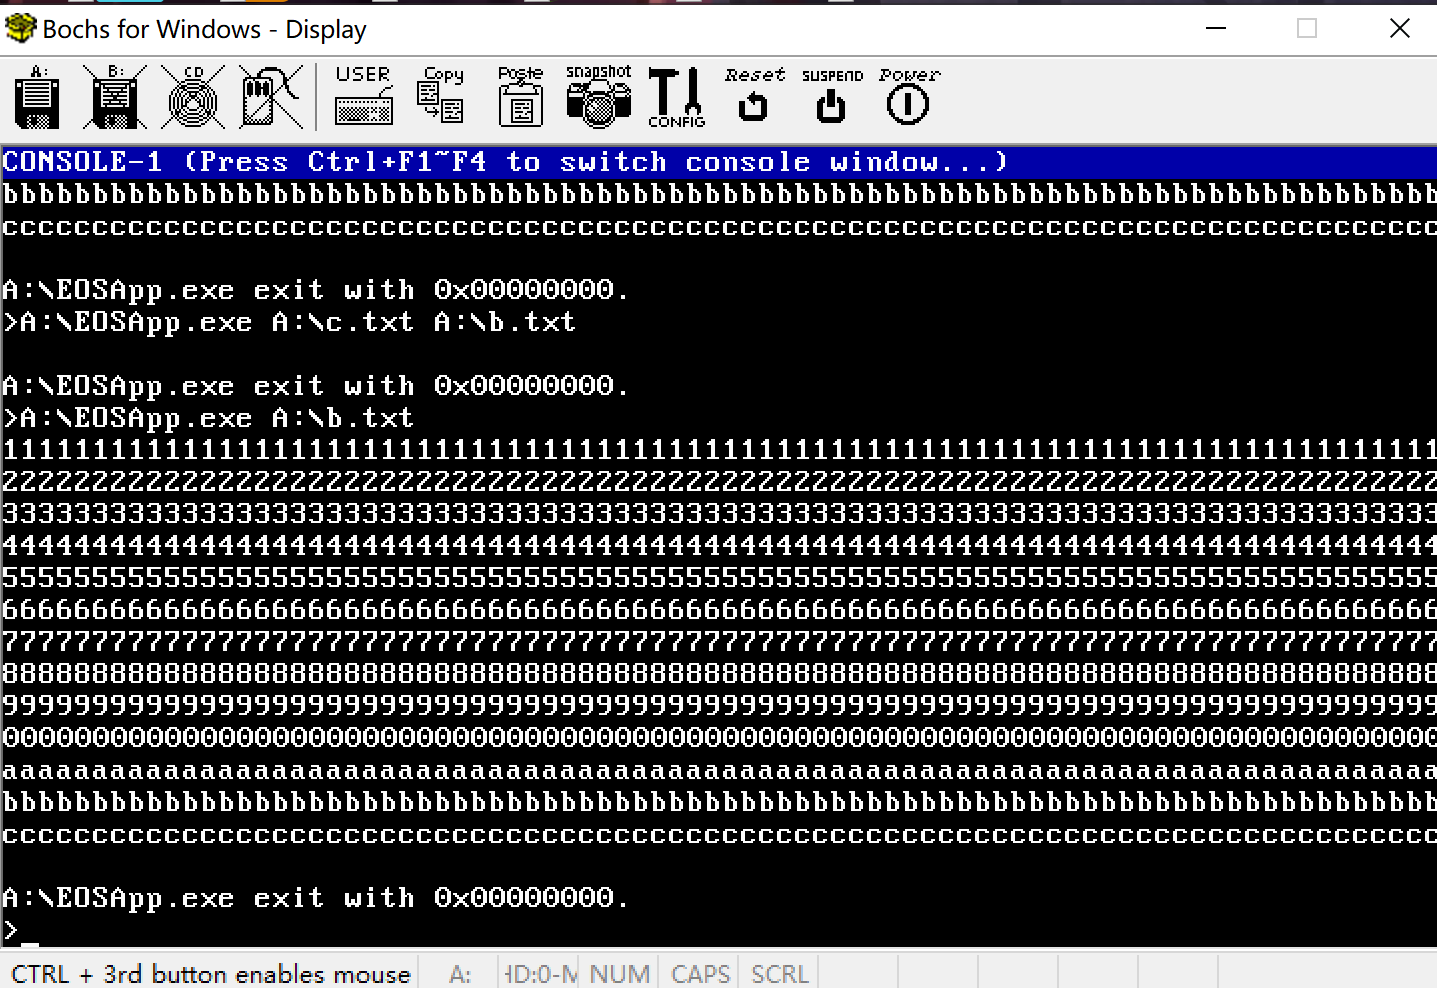 Bochs for Windows - Display
A: B: CD USER Copy Paste snapshot CONFIG Reset SUSPEND Power
CONSOLE-1 (Press Ctrl+F1~F4 to switch console window...)
bbbbbbbbbbbbbbbbbbbbbbbbbbbbbbbbbbbbbbbbbbbbbbbbbbbbbbbbbbbbbbbbbbbbbbbbbbbbbbbb
cccccccccccccccccccccccccccccccccccccccccccccccccccccccccccccccccccccccccccccccc
A:\EOSApp.exe exit with 0x00000000.
>A:\EOSApp.exe A:\c.txt A:\b.txt
A:\EOSApp.exe exit with 0x00000000.
>A:\EOSApp.exe A:\b.txt
11111111111111111111111111111111111111111111111111111111111111111111111111111111
22222222222222222222222222222222222222222222222222222222222222222222222222222222
33333333333333333333333333333333333333333333333333333333333333333333333333333333
44444444444444444444444444444444444444444444444444444444444444444444444444444444
55555555555555555555555555555555555555555555555555555555555555555555555555555555
66666666666666666666666666666666666666666666666666666666666666666666666666666666
77777777777777777777777777777777777777777777777777777777777777777777777777777777
88888888888888888888888888888888888888888888888888888888888888888888888888888888
99999999999999999999999999999999999999999999999999999999999999999999999999999999
00000000000000000000000000000000000000000000000000000000000000000000000000000000
aaaaaaaaaaaaaaaaaaaaaaaaaaaaaaaaaaaaaaaaaaaaaaaaaaaaaaaaaaaaaaaaaaaaaaaaaaaaaaaa
bbbbbbbbbbbbbbbbbbbbbbbbbbbbbbbbbbbbbbbbbbbbbbbbbbbbbbbbbbbbbbbbbbbbbbbbbbbbbbbb
cccccccccccccccccccccccccccccccccccccccccccccccccccccccccccccccccccccccccccccccc
A:\EOSApp.exe exit with 0x00000000.
>_
CTRL + 3rd button enables mouse A: HD:0-M NUM CAPS SCRL